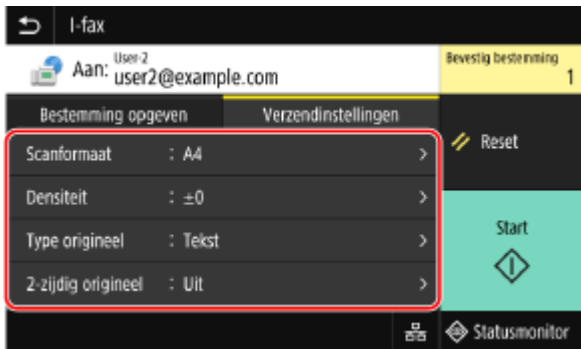 I-fax
Aan: User-2
user2@example.com
Bevestig bestemming
1
Bestemming opgeven
Verzendinstellingen
Reset
Scanformaat : A4
Densiteit : ±0
Type origineel : Tekst
2-zijdig origineel : Uit
Start
Statusmonitor